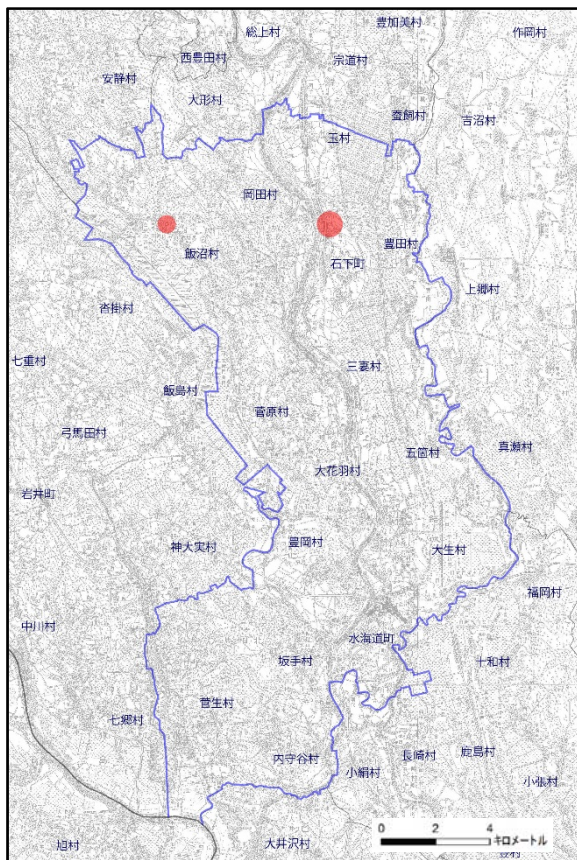 豊加美村
総上村
作岡村
西豊田村
宗道村
安静村
大形村
蚕飼村
吉沼村
玉村
岡田村
豊田村
飯沼村
石下町
上郷村
沓掛村
七重村
三妻村
飯島村
菅原村
弓馬田村
五箇村
真瀬村
大花羽村
岩井町
豊岡村
神大実村
大生村
福岡村
中川村
水海道町
坂手村
十和村
菅生村
七郷村
内守谷村
長崎村
鹿島村
小絹村
小張村
0 2 4
キロメートル
旭村
大井沢村